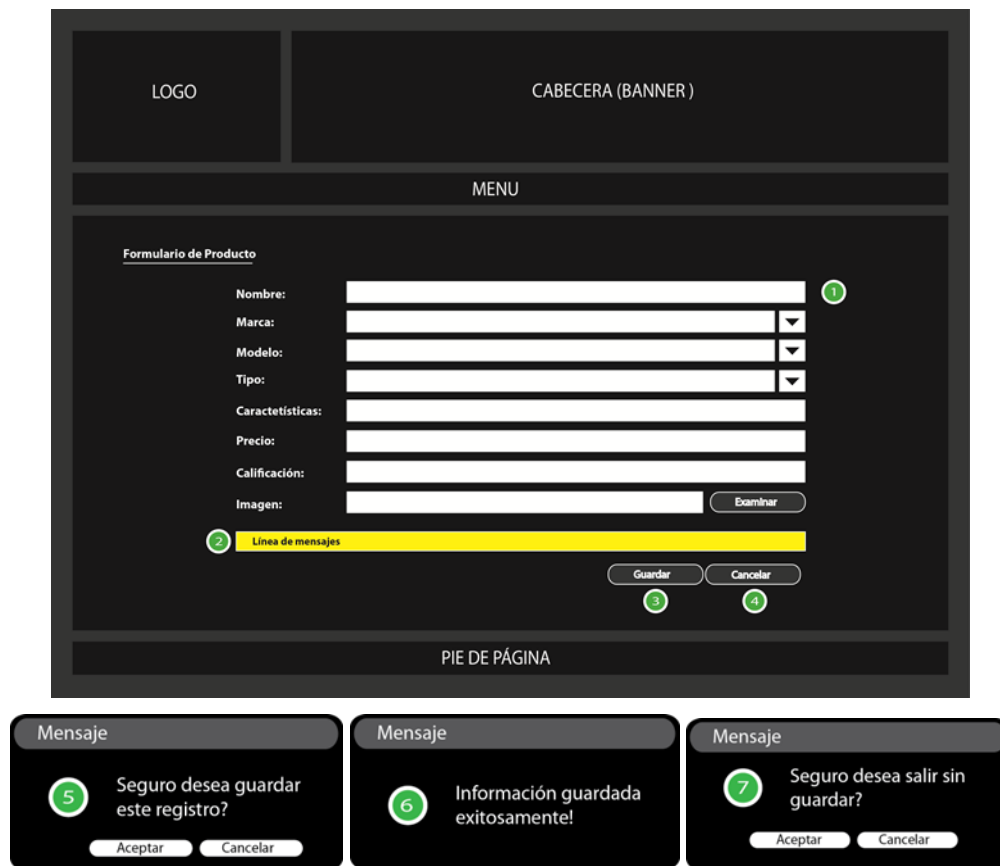 LOGO
CABECERA (BANNER )
MENU
Formulario de Producto
Nombre:
1
Marca:
Modelo:
Tipo:
Caractetísticas:
Precio:
Calificación:
Imagen:
Examinar
2
Línea de mensajes
Guardar
Cancelar
3
4
PIE DE PÁGINA
Mensaje
5
Seguro desea guardar
este registro?
Aceptar
Cancelar
Mensaje
6
Información guardada
exitosamente!
Mensaje
7
Seguro desea salir sin
guardar?
Aceptar
Cancelar